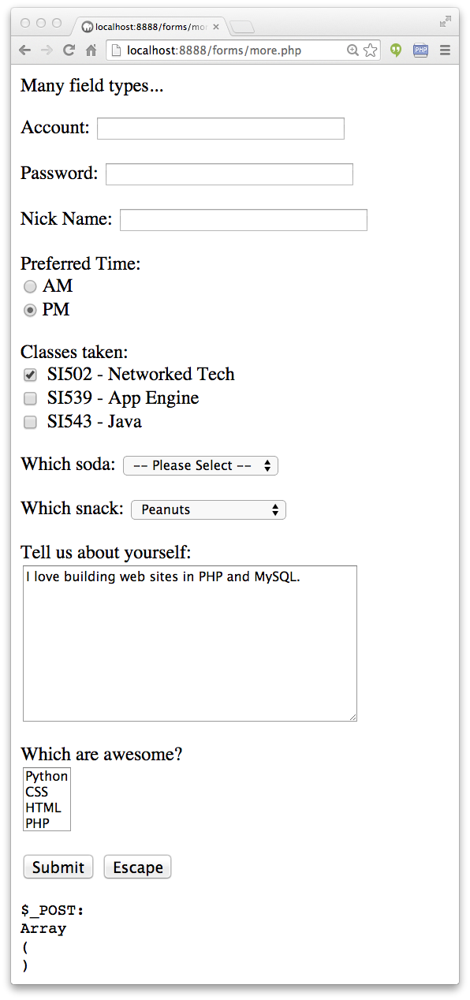 localhost:8888/forms/mo
localhost:8888/forms/more.php
PHP
Many field types...
Account:
Password:
Nick Name:
Preferred Time:
AM
PM
Classes taken:
SI502 - Networked Tech
SI539 - App Engine
SI543 - Java
Which soda: -- Please Select --
Which snack: Peanuts
Tell us about yourself:
I love building web sites in PHP and MySQL.
Which are awesome?
Python
CSS
HTML
PHP
Submit Escape
$_POST:
Array
(
)